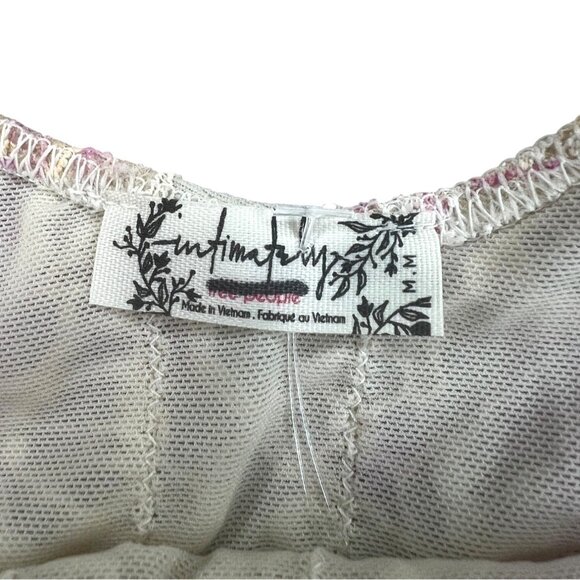 intimately
free people
Made in Vietnam . Fabriqué au Vietnam
M M